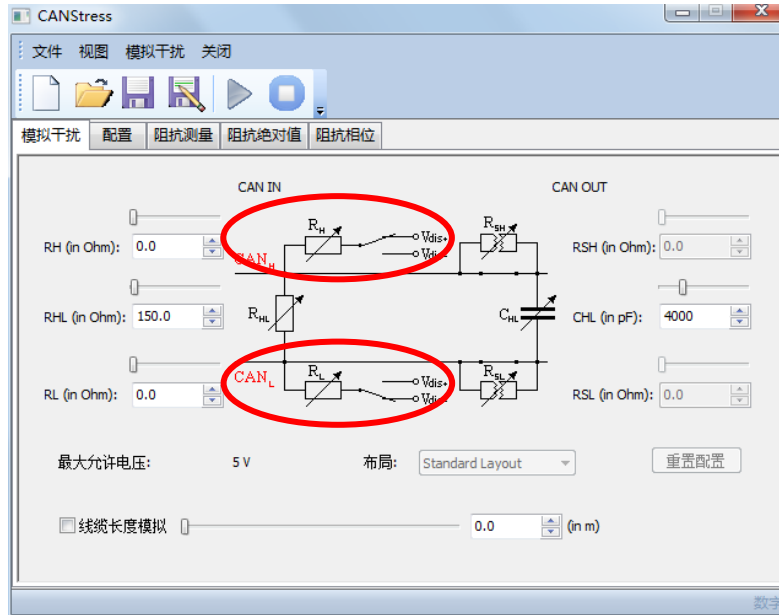 CANStress
文件 视图 模拟干扰 关闭
模拟干扰 配置 阻抗测量 阻抗绝对值 阻抗相位
CAN IN CAN OUT
RH (in Ohm): 0.0
RH
Vdis+
Vdis-
CANH
RSH
RSH (in Ohm): 0.0
RHL (in Ohm): 150.0
RHL
CHL
CHL (in pF): 4000
RL (in Ohm): 0.0
CANL
RL
Vdis+
Vdis-
RSL
RSL (in Ohm): 0.0
最大允许电压: 5 V 布局: Standard Layout 重置配置
线缆长度模拟 0.0 (in m)